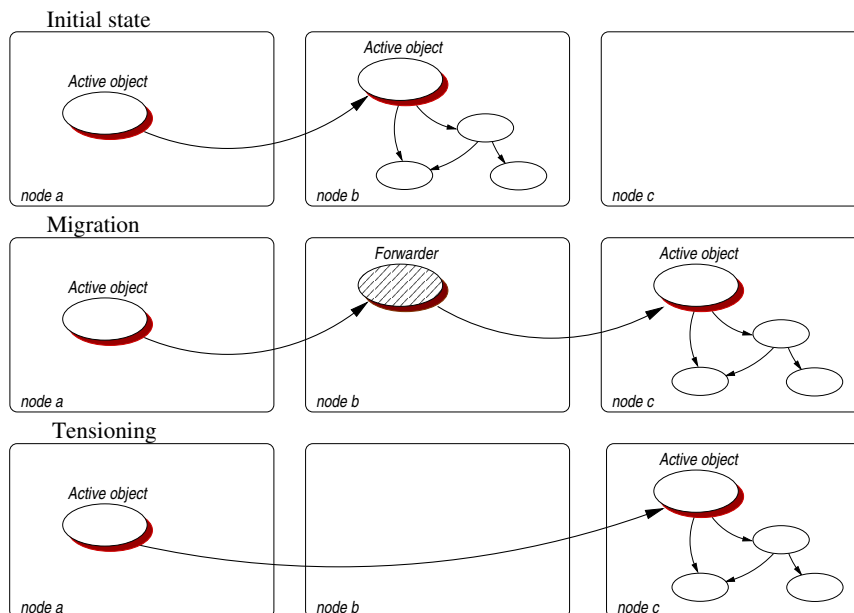 Initial state
Active object
Active object
node a
node b
node c
Migration
Active object
Forwarder
Active object
node a
node b
node c
Tensioning
Active object
Active object
node a
node b
node c